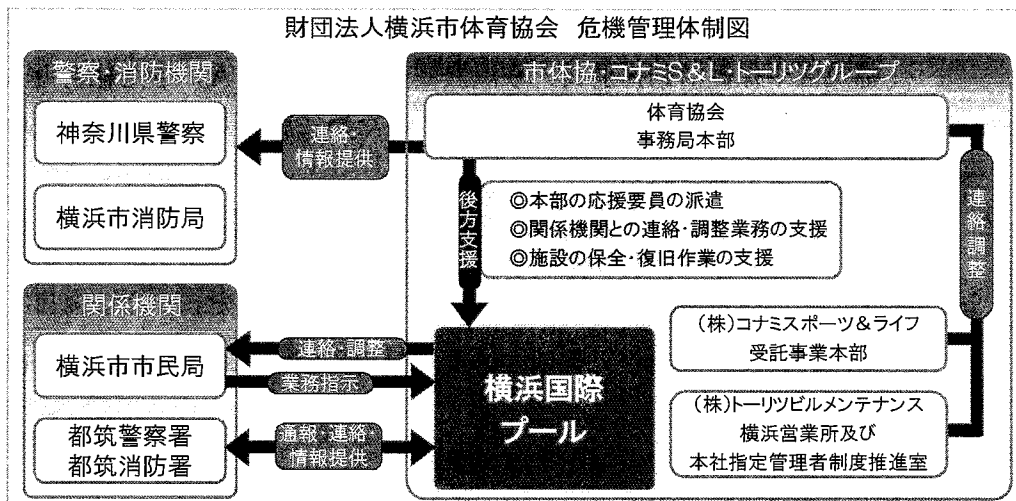 財団法人横浜市体育協会 危機管理体制図
警察・消防機関
神奈川県警察
横浜市消防局
連絡・
情報提供
市体協・コナミS&L・トーリツグループ
体育協会
事務局本部
後方支援
◎本部の応援要員の派遣
◎関係機関との連絡・調整業務の支援
◎施設の保全・復旧作業の支援
連絡調整
関係機関
横浜市市民局
連絡・調整
業務指示
都筑警察署
都筑消防署
通報・連絡・
情報提供
横浜国際
プール
(株)コナミスポーツ&ライフ
受託事業本部
(株)トーリツビルメンテナンス
横浜営業所及び
本社指定管理者制度推進室